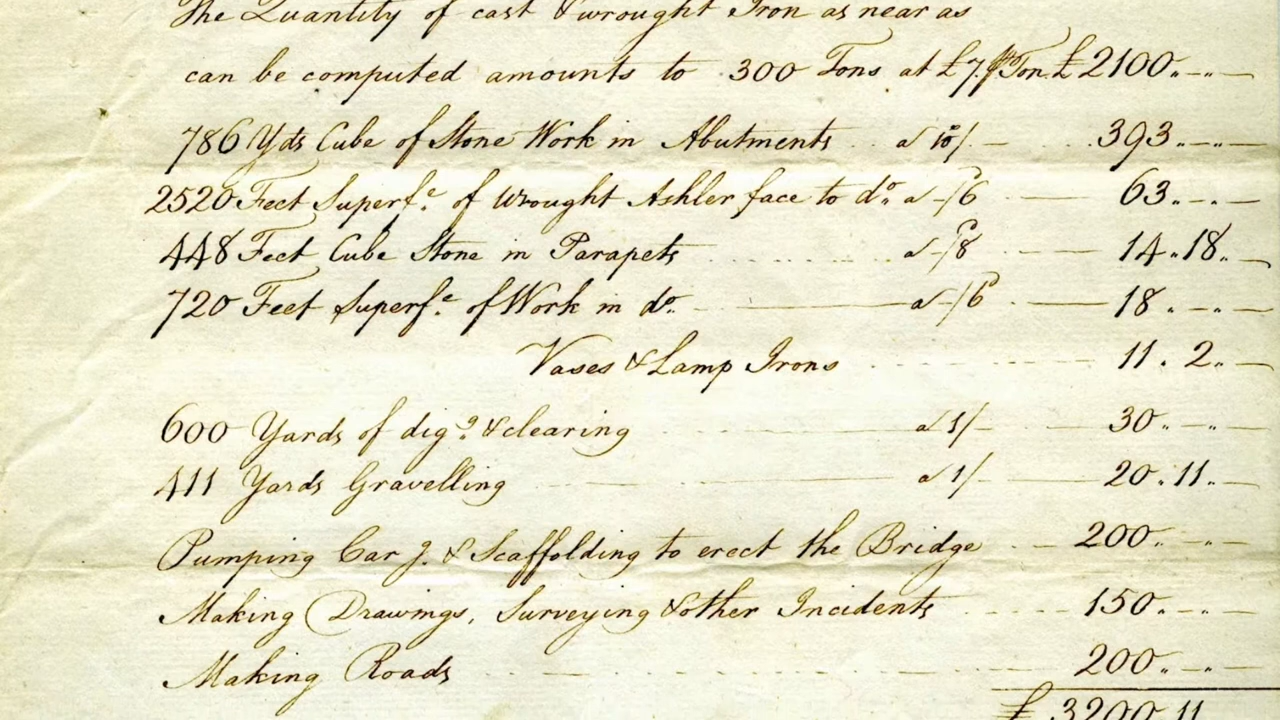 The Quantity of cast & wrought Iron as near as
can be computed amounts to 300 Tons at £7 p Ton £ 2100 " - " -
786 Yds Cube of Stone Work in Abutments a 10/- 393 " - " -
2520 Feet Superf.e of wrought Ashler face to d.o a -/6 63 " - " -
448 Feet Cube Stone in Parapets a -/8 14 " 18 " -
720 Feet Superf.e of Work in d.o a -/6 18 " - " -
Vases & Lamp Irons 11 " 2 " -
600 Yards of dig.g & clearing a 1/- 30 " - " -
411 Yards Gravelling a 1/- 20 " 11 " -
Pumping Car.g & Scaffolding to erect the Bridge 200 " - " -
Making Drawings, Surveying & other Incidents 150 " - " -
Making Roads 200 " - " -
£ 3200 11